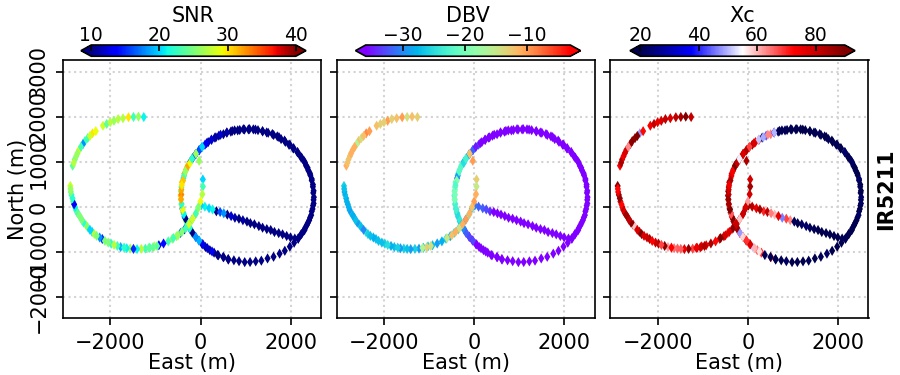 SNR DBV Xc
10 20 30 40 −30 −20 −10 20 40 60 80
3000
2000
1000
0
−1000
−2000
North (m)
IR5211
−2000 0 2000 −2000 0 2000 −2000 0 2000
East (m) East (m) East (m)